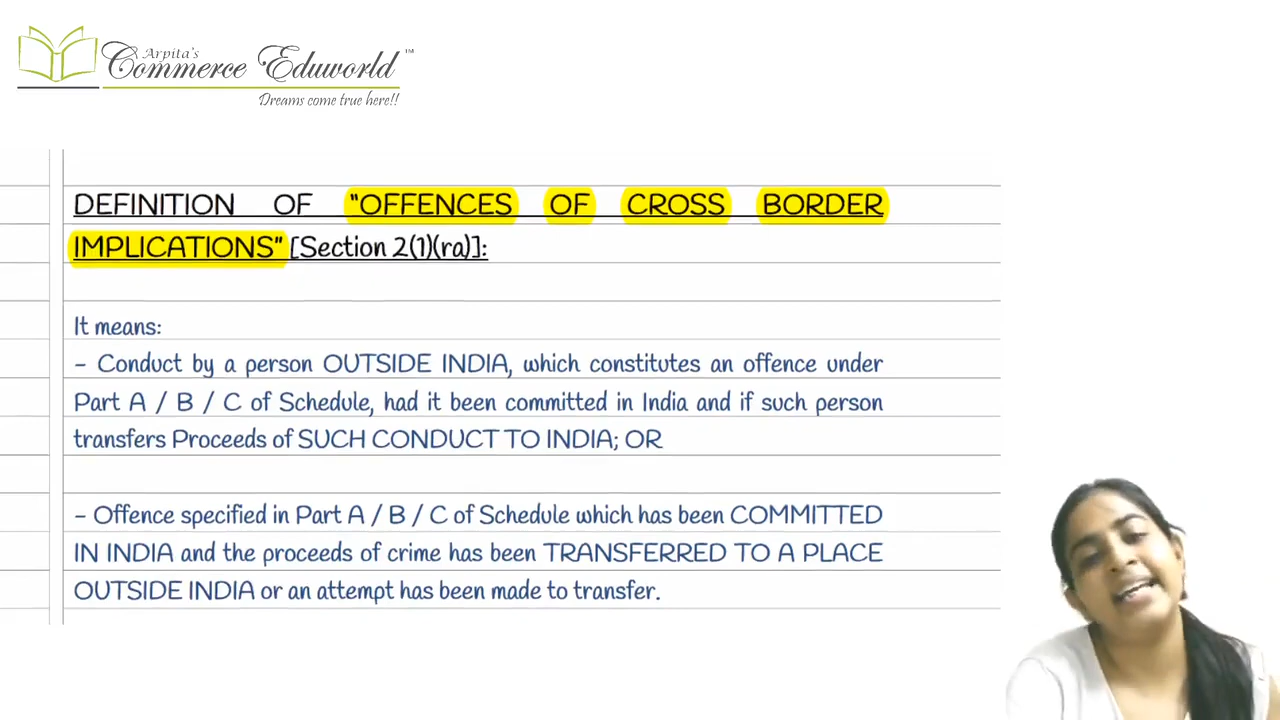 Arpita's
Commerce Eduworld™
Dreams come true here!!
DEFINITION OF "OFFENCES OF CROSS BORDER
IMPLICATIONS" [Section 2(1)(ra)]:
It means:
- Conduct by a person OUTSIDE INDIA, which constitutes an offence under
Part A / B / C of Schedule, had it been committed in India and if such person
transfers Proceeds of SUCH CONDUCT TO INDIA; OR
- Offence specified in Part A / B / C of Schedule which has been COMMITTED
IN INDIA and the proceeds of crime has been TRANSFERRED TO A PLACE
OUTSIDE INDIA or an attempt has been made to transfer.